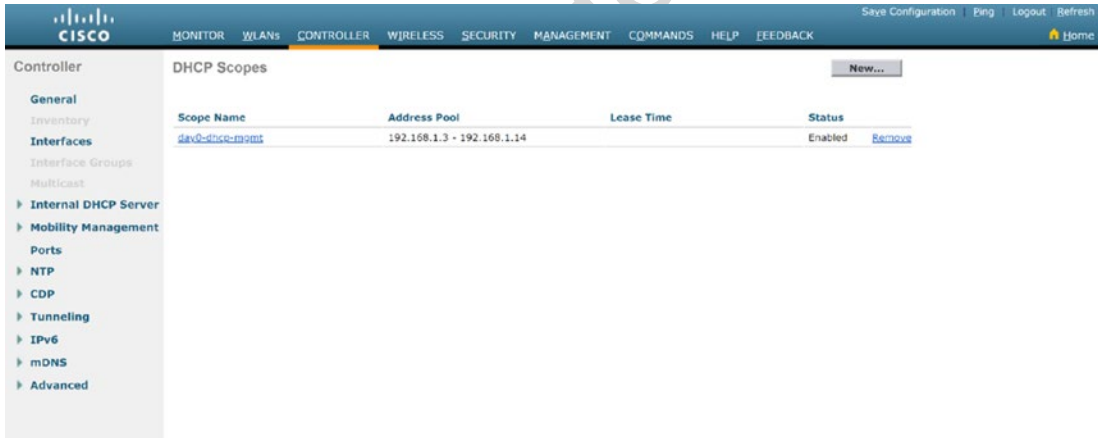 Save Configuration Ping Logout Refresh
CISCO MONITOR WLANs CONTROLLER WIRELESS SECURITY MANAGEMENT COMMANDS HELP FEEDBACK Home
Controller
General
Inventory
Interfaces
Interface Groups
Multicast
Internal DHCP Server
Mobility Management
Ports
NTP
CDP
Tunneling
IPv6
mDNS
Advanced
DHCP Scopes New...
Scope Name Address Pool Lease Time Status
day0-dhcp-mgmt 192.168.1.3 - 192.168.1.14 Enabled Remove